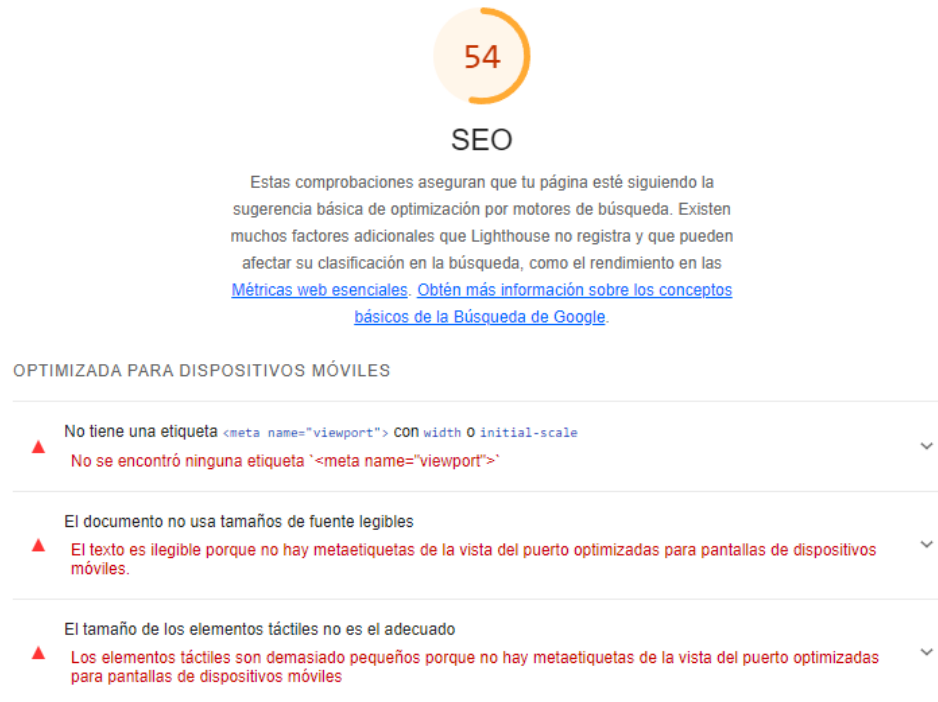 54
SEO
Estas comprobaciones aseguran que tu página esté siguiendo la
sugerencia básica de optimización por motores de búsqueda. Existen
muchos factores adicionales que Lighthouse no registra y que pueden
afectar su clasificación en la búsqueda, como el rendimiento en las
Métricas web esenciales. Obtén más información sobre los conceptos
básicos de la Búsqueda de Google.
OPTIMIZADA PARA DISPOSITIVOS MÓVILES
No tiene una etiqueta <meta name="viewport"> con width o initial-scale
No se encontró ninguna etiqueta `<meta name="viewport">`
El documento no usa tamaños de fuente legibles
El texto es ilegible porque no hay metaetiquetas de la vista del puerto optimizadas para pantallas de dispositivos
móviles.
El tamaño de los elementos táctiles no es el adecuado
Los elementos táctiles son demasiado pequeños porque no hay metaetiquetas de la vista del puerto optimizadas
para pantallas de dispositivos móviles